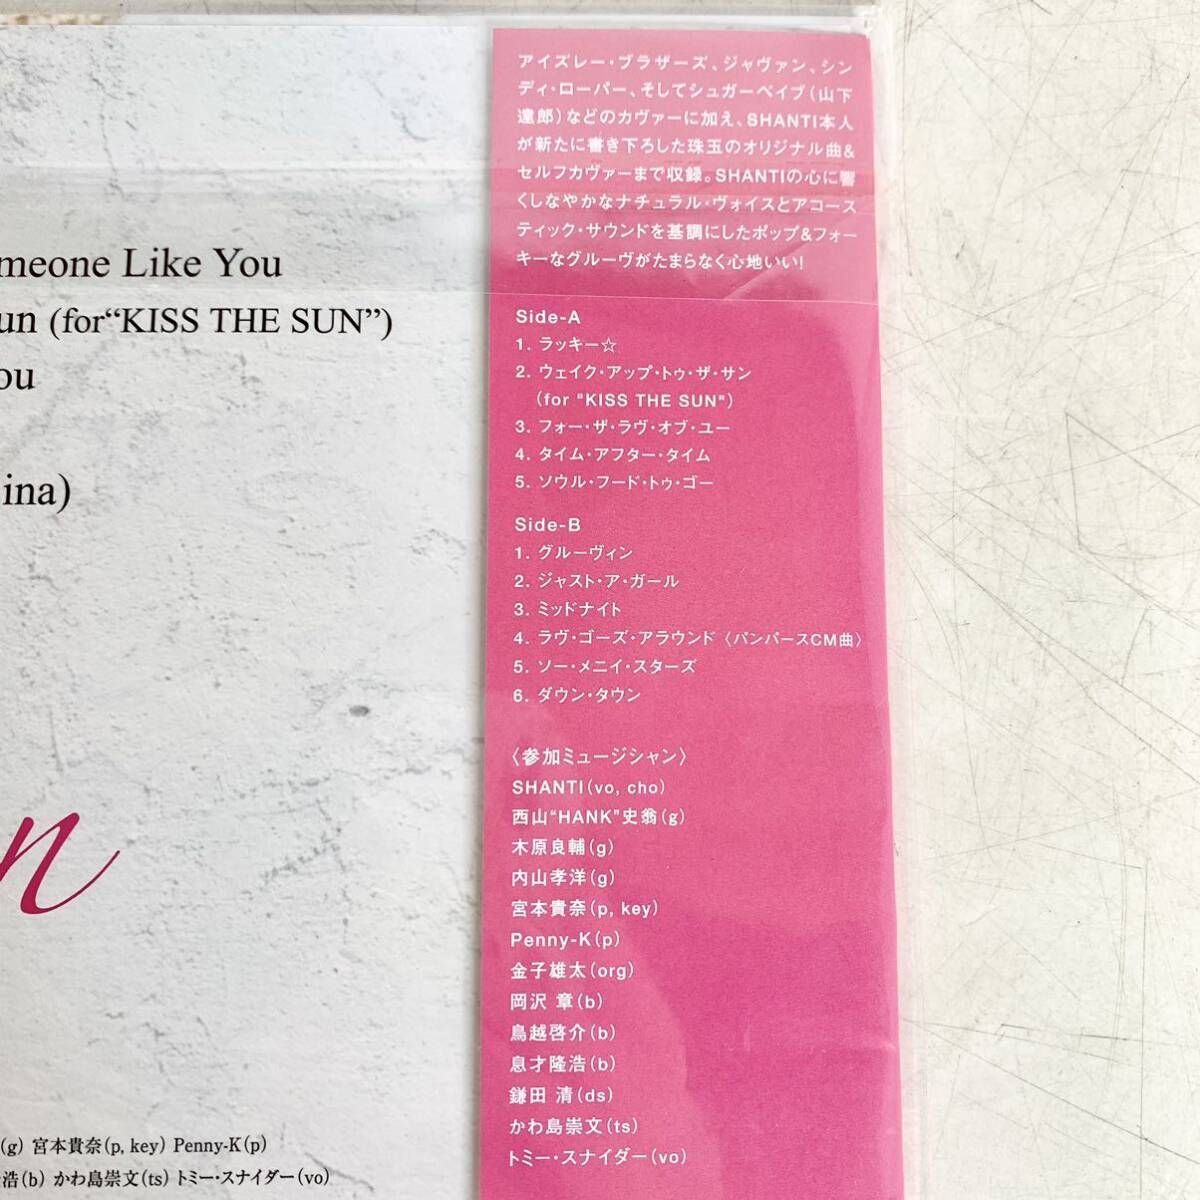 meone Like You
un (for“KISS THE SUN”)
ou
ina)
n
(g) 宮本貴奈(p, key) Penny-K(p)
浩(b) かわ島崇文(ts) トミー・スナイダー(vo)
アイズレー・ブラザーズ、ジャヴァン、シン
ディ・ローパー、そしてシュガーベイブ(山下
達郎)などのカヴァーに加え、SHANTI本人
が新たに書き下ろした珠玉のオリジナル曲&
セルフカヴァーまで収録。SHANTIの心に響
くしなやかなナチュラル・ヴォイスとアコース
ティック・サウンドを基調にしたポップ&フォー
キーなグルーヴがたまらなく心地いい!
Side-A
1. ラッキー☆
2. ウェイク・アップ・トゥ・ザ・サン
(for "KISS THE SUN")
3. フォー・ザ・ラヴ・オブ・ユー
4. タイム・アフター・タイム
5. ソウル・フード・トゥ・ゴー
Side-B
1. グルーヴィン
2. ジャスト・ア・ガール
3. ミッドナイト
4. ラヴ・ゴーズ・アラウンド〈パンパースCM曲〉
5. ソー・メニイ・スターズ
6. ダウン・タウン
〈参加ミュージシャン〉
SHANTI(vo, cho)
西山“HANK”史翁(g)
木原良輔(g)
内山孝洋(g)
宮本貴奈(p, key)
Penny-K(p)
金子雄太(org)
岡沢 章(b)
鳥越啓介(b)
息才隆浩(b)
鎌田 清(ds)
かわ島崇文(ts)
トミー・スナイダー(vo)